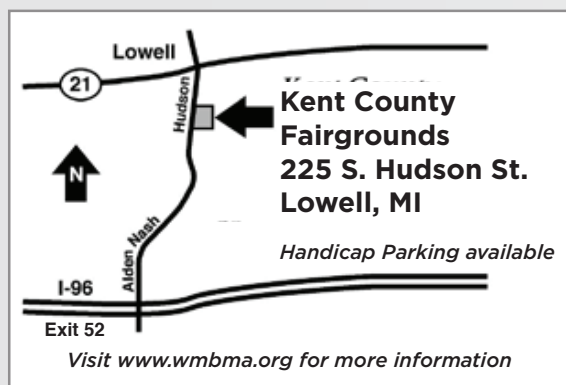 Lowell
21
Hudson
Kent County
Fairgrounds
225 S. Hudson St.
Lowell, MI
N
Alden Nash
Handicap Parking available
I-96
Exit 52
Visit www.wmbma.org for more information